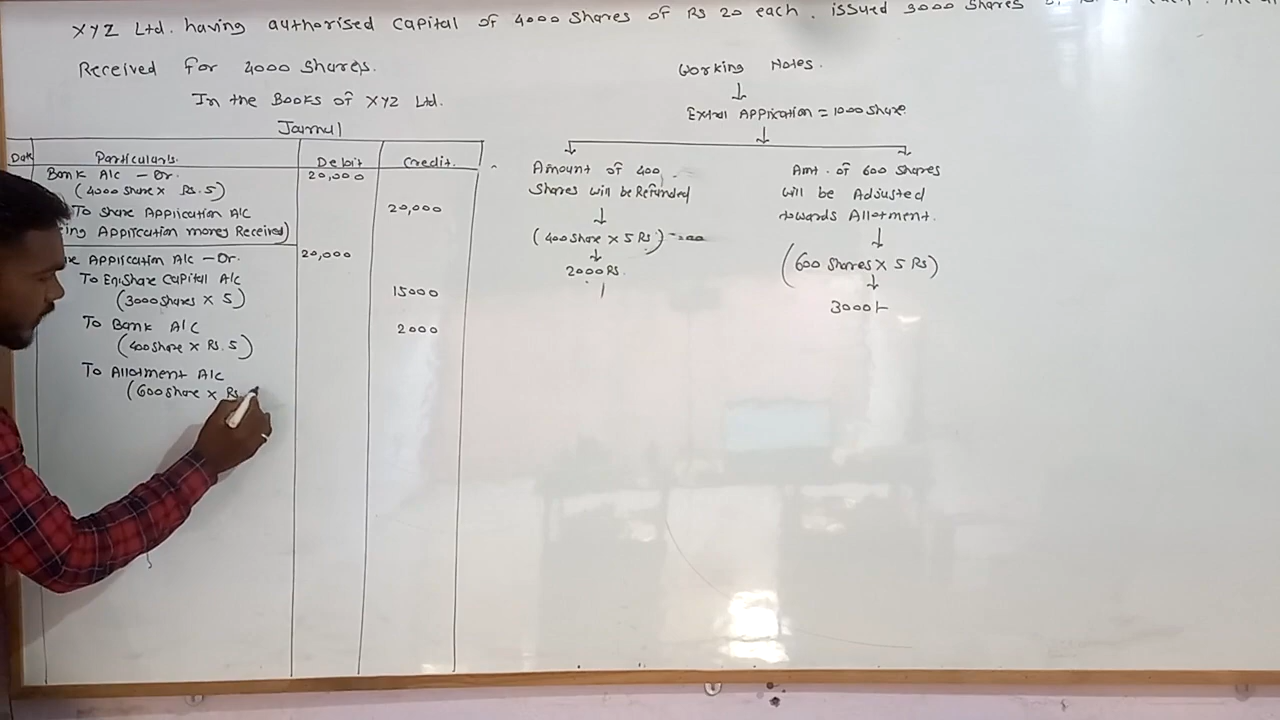 XYZ Ltd. having authorised capital of 4000 shares of Rs 20 each. issued 3000 shares
Received for 4000 shares.
In the Books of XYZ Ltd.
Journal
Date Particulars Debit Credit.
Bank A/c – Dr. 20,000
(4000 share x Rs. 5)
To Share Application A/c 20,000
Application money Received)
Application A/c – Dr. 20,000
To Eq. Share Capital A/c
(3000 shares x 5) 15000
To Bank A/c 2000
(400 share x Rs. 5)
To Allotment A/c
(600 share x Rs
Working Notes.
Extra Application = 1000 share.
Amount of 400
shares will be Refunded
(400 share x 5 Rs)
2000 Rs.
Amt. of 600 shares
will be Adjusted
towards Allotment.
(600 shares x 5 Rs)
3000/-